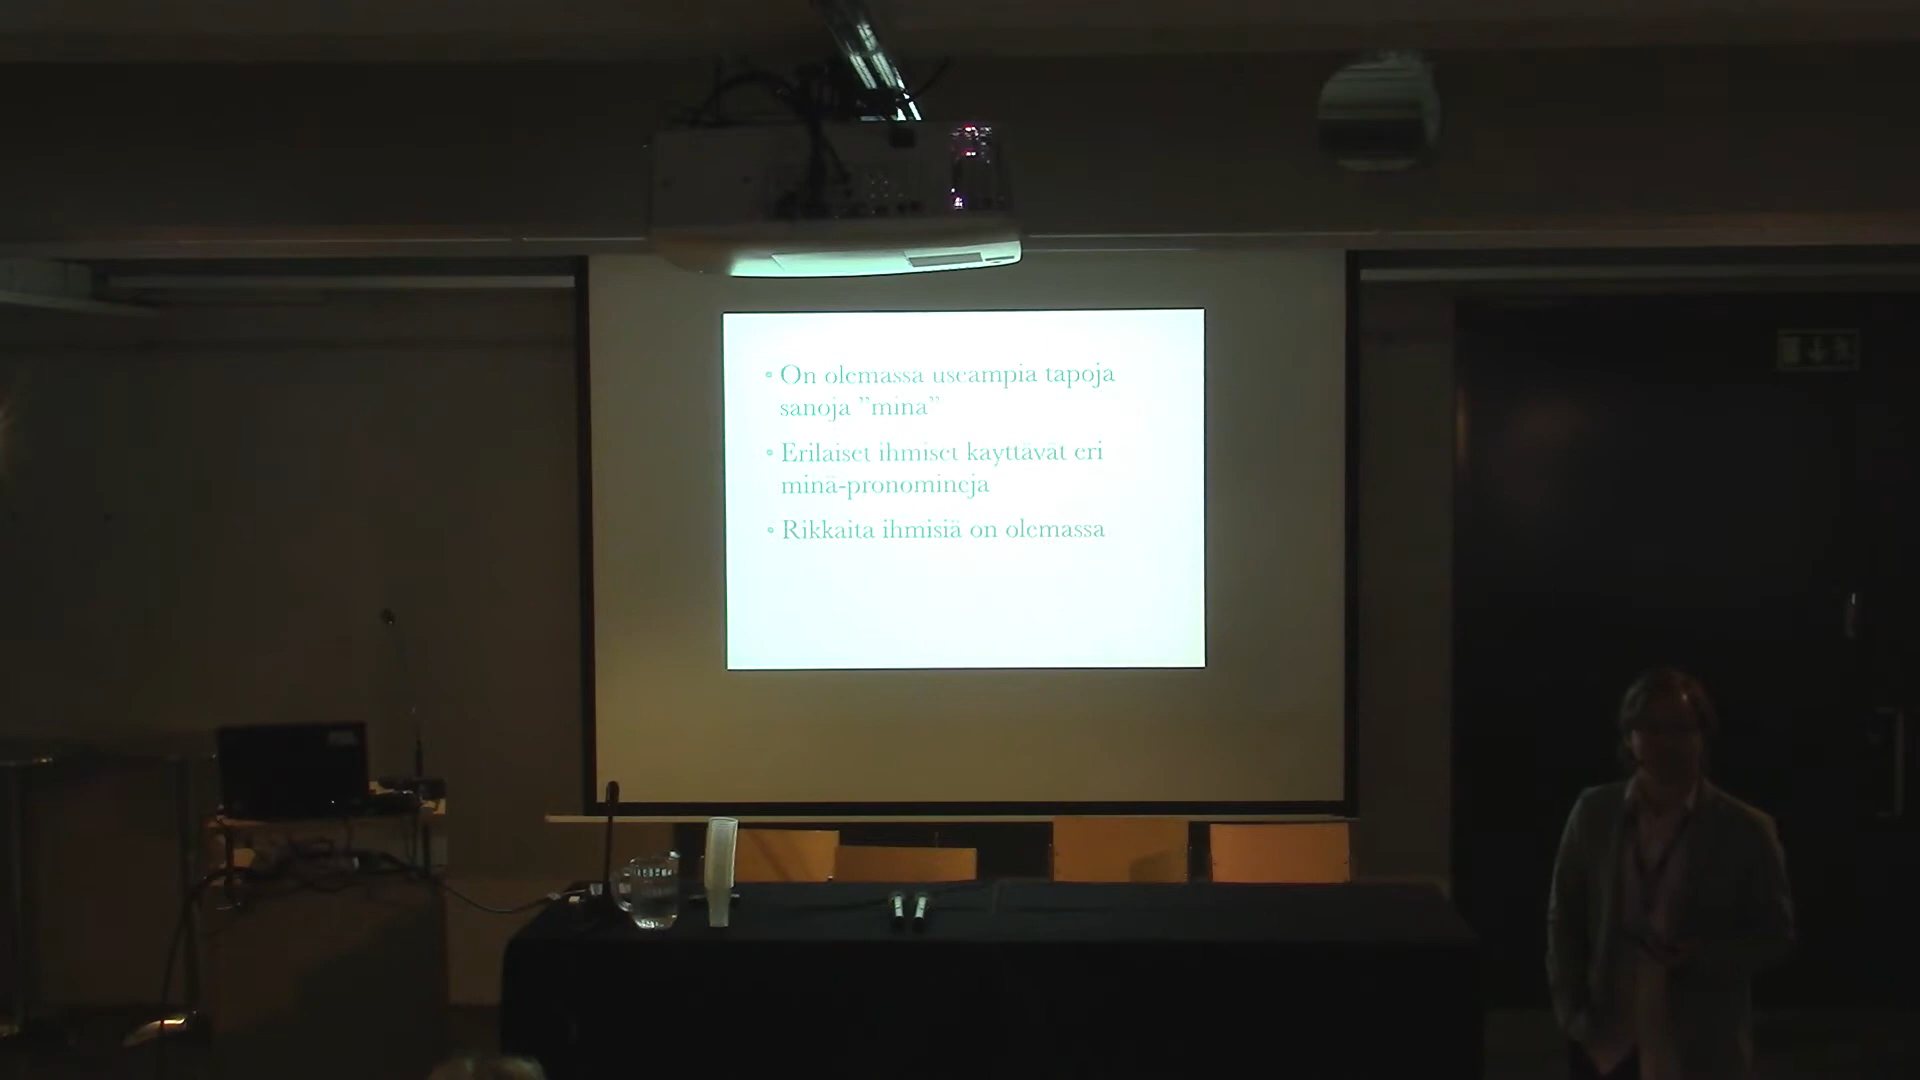 • On olemassa useampia tapoja
sanoja ”minä”
• Erilaiset ihmiset käyttävät eri
minä-pronomineja
• Rikkaita ihmisiä on olemassa